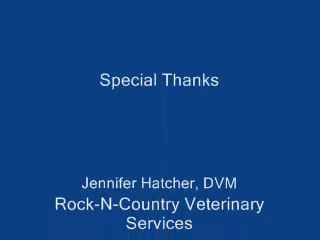 Special Thanks
Jennifer Hatcher, DVM
Rock-N-Country Veterinary
Services